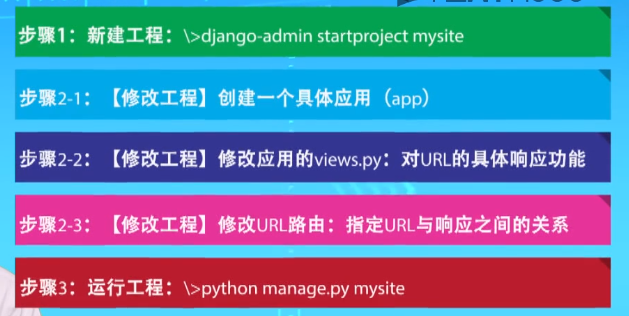 步骤1：新建工程：\>django-admin startproject mysite
步骤2-1：【修改工程】创建一个具体应用（app）
步骤2-2：【修改工程】修改应用的views.py：对URL的具体响应功能
步骤2-3：【修改工程】修改URL路由：指定URL与响应之间的关系
步骤3：运行工程：\>python manage.py mysite